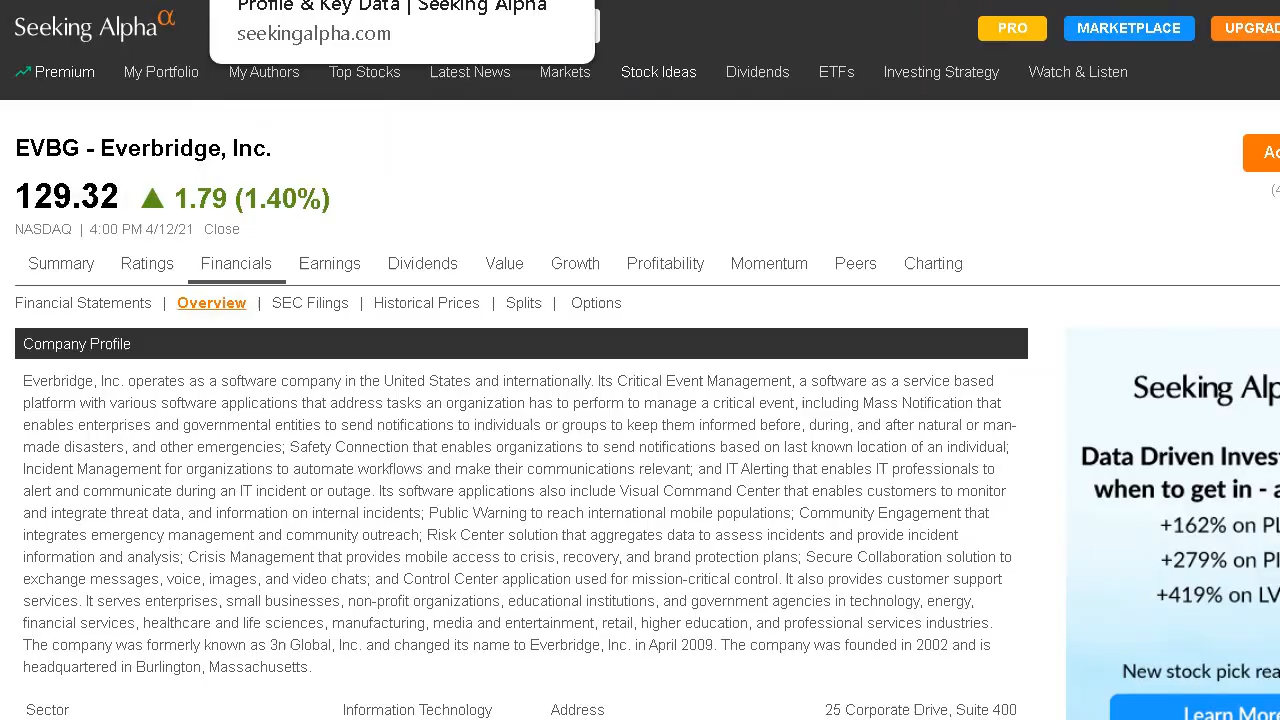 Profile & Key Data | Seeking Alpha
seekingalpha.com
Seeking Alphaα
PRO MARKETPLACE
Premium My Portfolio My Authors Top Stocks Latest News Markets Stock Ideas Dividends ETFs Investing Strategy Watch & Listen
EVBG - Everbridge, Inc.
129.32 ▲ 1.79 (1.40%)
NASDAQ | 4:00 PM 4/12/21 Close
Summary Ratings Financials Earnings Dividends Value Growth Profitability Momentum Peers Charting
Financial Statements | Overview | SEC Filings | Historical Prices | Splits | Options
Company Profile
Everbridge, Inc. operates as a software company in the United States and internationally. Its Critical Event Management, a software as a service based
platform with various software applications that address tasks an organization has to perform to manage a critical event, including Mass Notification that
enables enterprises and governmental entities to send notifications to individuals or groups to keep them informed before, during, and after natural or man-
made disasters, and other emergencies; Safety Connection that enables organizations to send notifications based on last known location of an individual;
Incident Management for organizations to automate workflows and make their communications relevant; and IT Alerting that enables IT professionals to
alert and communicate during an IT incident or outage. Its software applications also include Visual Command Center that enables customers to monitor
and integrate threat data, and information on internal incidents; Public Warning to reach international mobile populations; Community Engagement that
integrates emergency management and community outreach; Risk Center solution that aggregates data to assess incidents and provide incident
information and analysis; Crisis Management that provides mobile access to crisis, recovery, and brand protection plans; Secure Collaboration solution to
exchange messages, voice, images, and video chats; and Control Center application used for mission-critical control. It also provides customer support
services. It serves enterprises, small businesses, non-profit organizations, educational institutions, and government agencies in technology, energy,
financial services, healthcare and life sciences, manufacturing, media and entertainment, retail, higher education, and professional services industries.
The company was formerly known as 3n Global, Inc. and changed its name to Everbridge, Inc. in April 2009. The company was founded in 2002 and is
headquartered in Burlington, Massachusetts.
Sector Information Technology Address 25 Corporate Drive, Suite 400
Seeking
Data Driven
when to get in -
+162% on
+279% on
+419% on
New stock pick
Learn